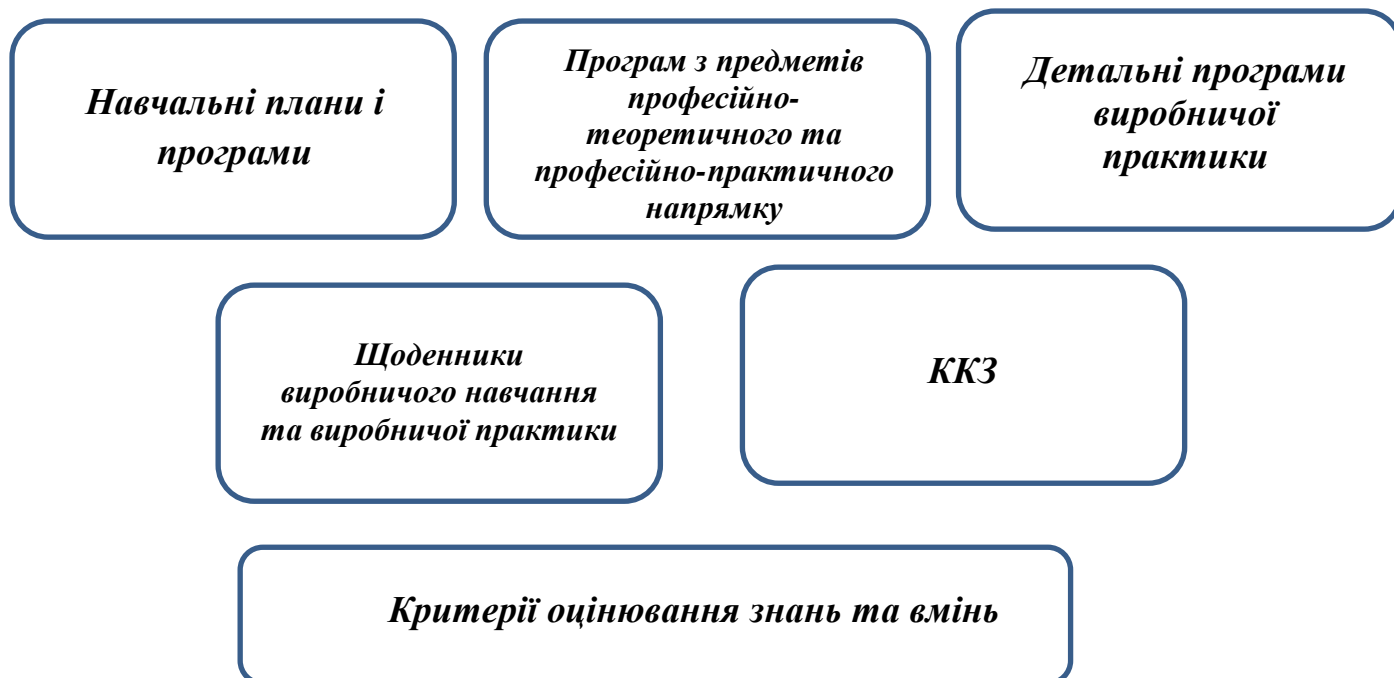 Навчальні плани і
програми
Програм з предметів
професійно-
теоретичного та
професійно-практичного
напрямку
Детальні програми
виробничої
практики
Щоденники
виробничого навчання
та виробничої практики
ККЗ
Критерії оцінювання знань та вмінь